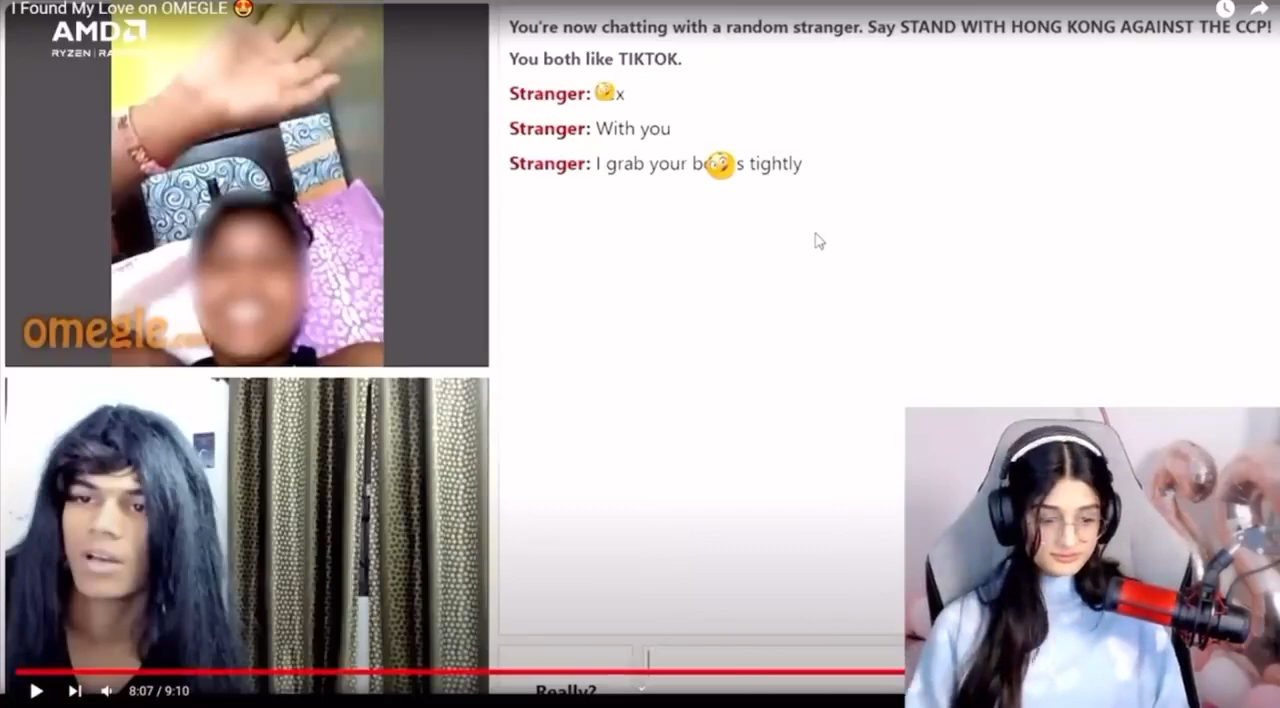 I Found My Love on OMEGLE 🤩
AMD
RYZEN | RA
You're now chatting with a random stranger. Say STAND WITH HONG KONG AGAINST THE CCP!
You both like TIKTOK.
Stranger: x
Stranger: With you
Stranger: I grab your b s tightly
omegle
Really?
8:07 / 9:10